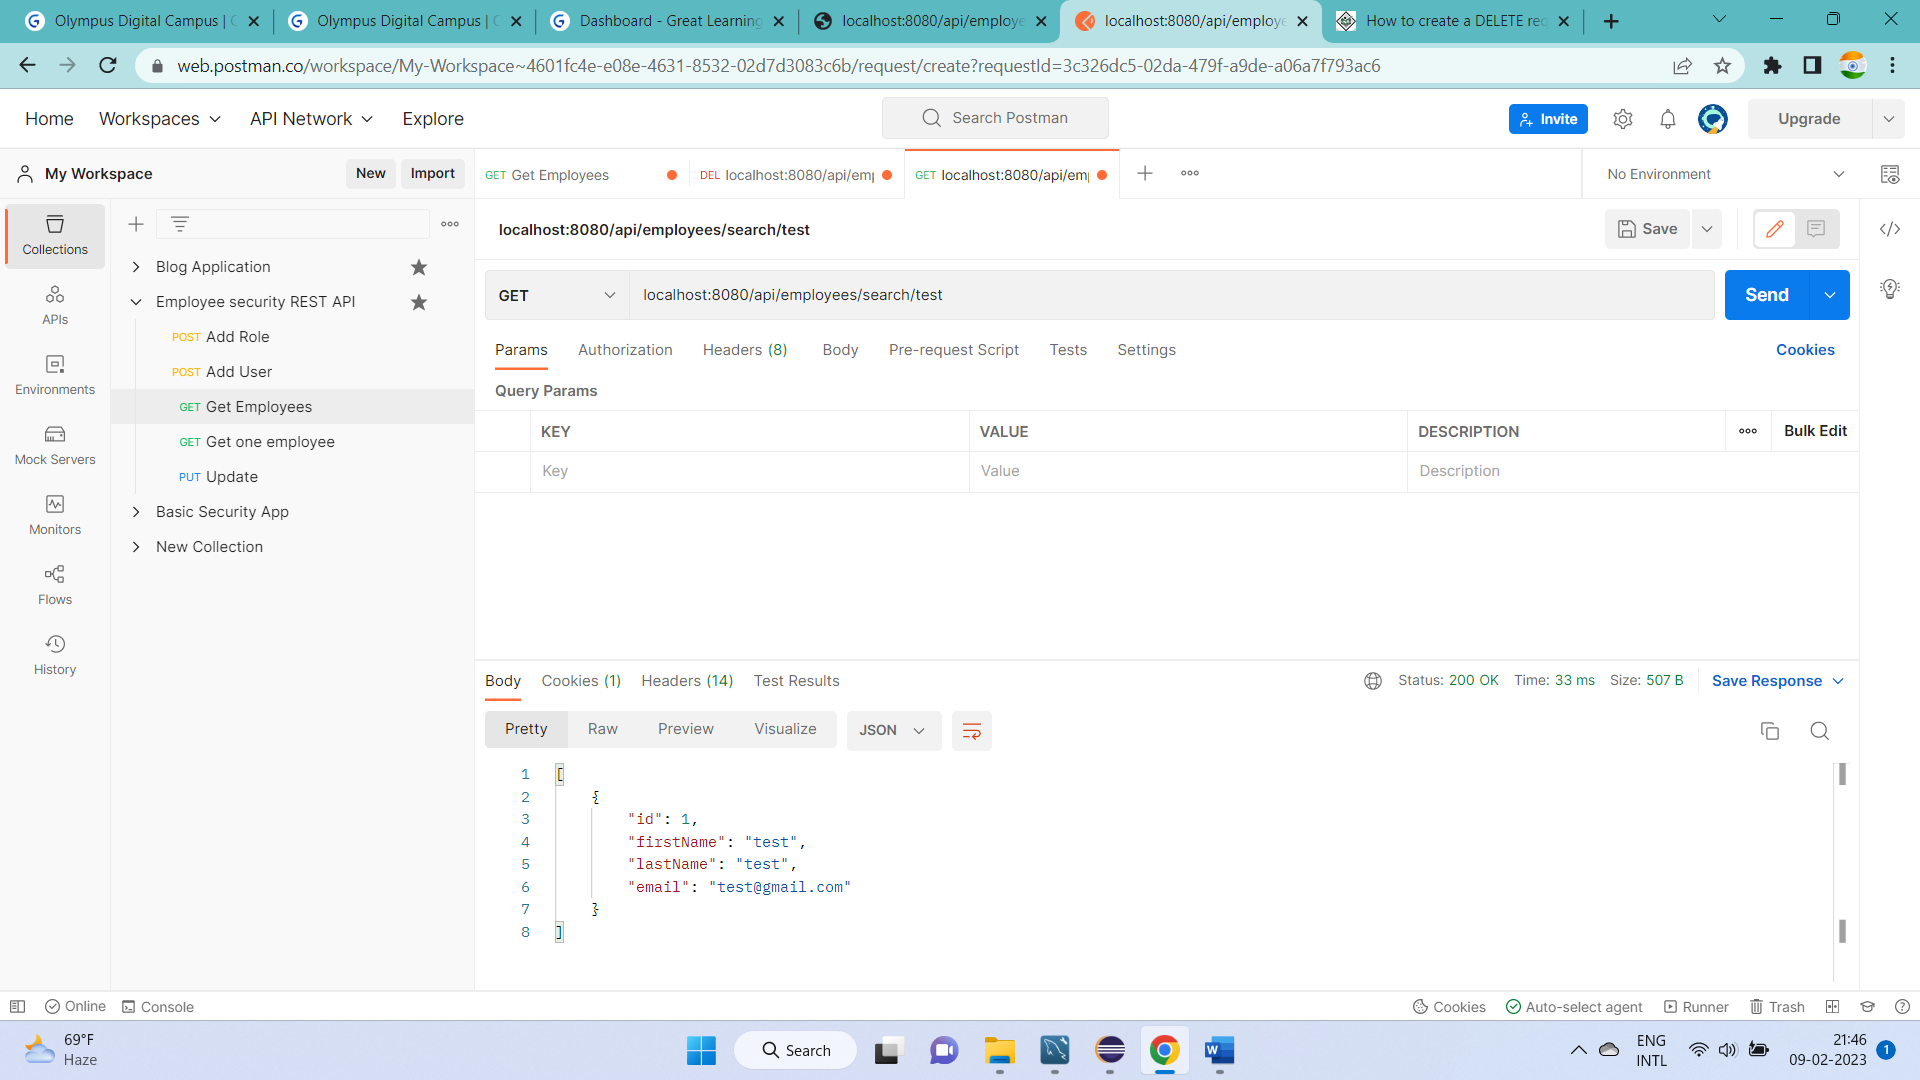 Olympus Digital Campus | G
Olympus Digital Campus | G
Dashboard - Great Learning
localhost:8080/api/employe
localhost:8080/api/employe
How to create a DELETE req
web.postman.co/workspace/My-Workspace~4601fc4e-e08e-4631-8532-02d7d3083c6b/request/create?requestId=3c326dc5-02da-479f-a9de-a06a7f793ac6
Home Workspaces API Network Explore
Search Postman
Invite
Upgrade
My Workspace
New Import
GET Get Employees
DEL localhost:8080/api/emp
GET localhost:8080/api/emp
No Environment
Collections
APIs
Environments
Mock Servers
Monitors
Flows
History
Blog Application
Employee security REST API
POST Add Role
POST Add User
GET Get Employees
GET Get one employee
PUT Update
Basic Security App
New Collection
localhost:8080/api/employees/search/test
Save
GET localhost:8080/api/employees/search/test
Send
Params Authorization Headers (8) Body Pre-request Script Tests Settings
Cookies
Query Params
KEY VALUE DESCRIPTION Bulk Edit
Key Value Description
Body Cookies (1) Headers (14) Test Results
Status: 200 OK Time: 33 ms Size: 507 B Save Response
Pretty Raw Preview Visualize JSON
1 [
2 {
3 "id": 1,
4 "firstName": "test",
5 "lastName": "test",
6 "email": "test@gmail.com"
7 }
8 ]
Online Console
Cookies Auto-select agent Runner Trash
69°F
Haze
Search
ENG
INTL
21:46
09-02-2023
1